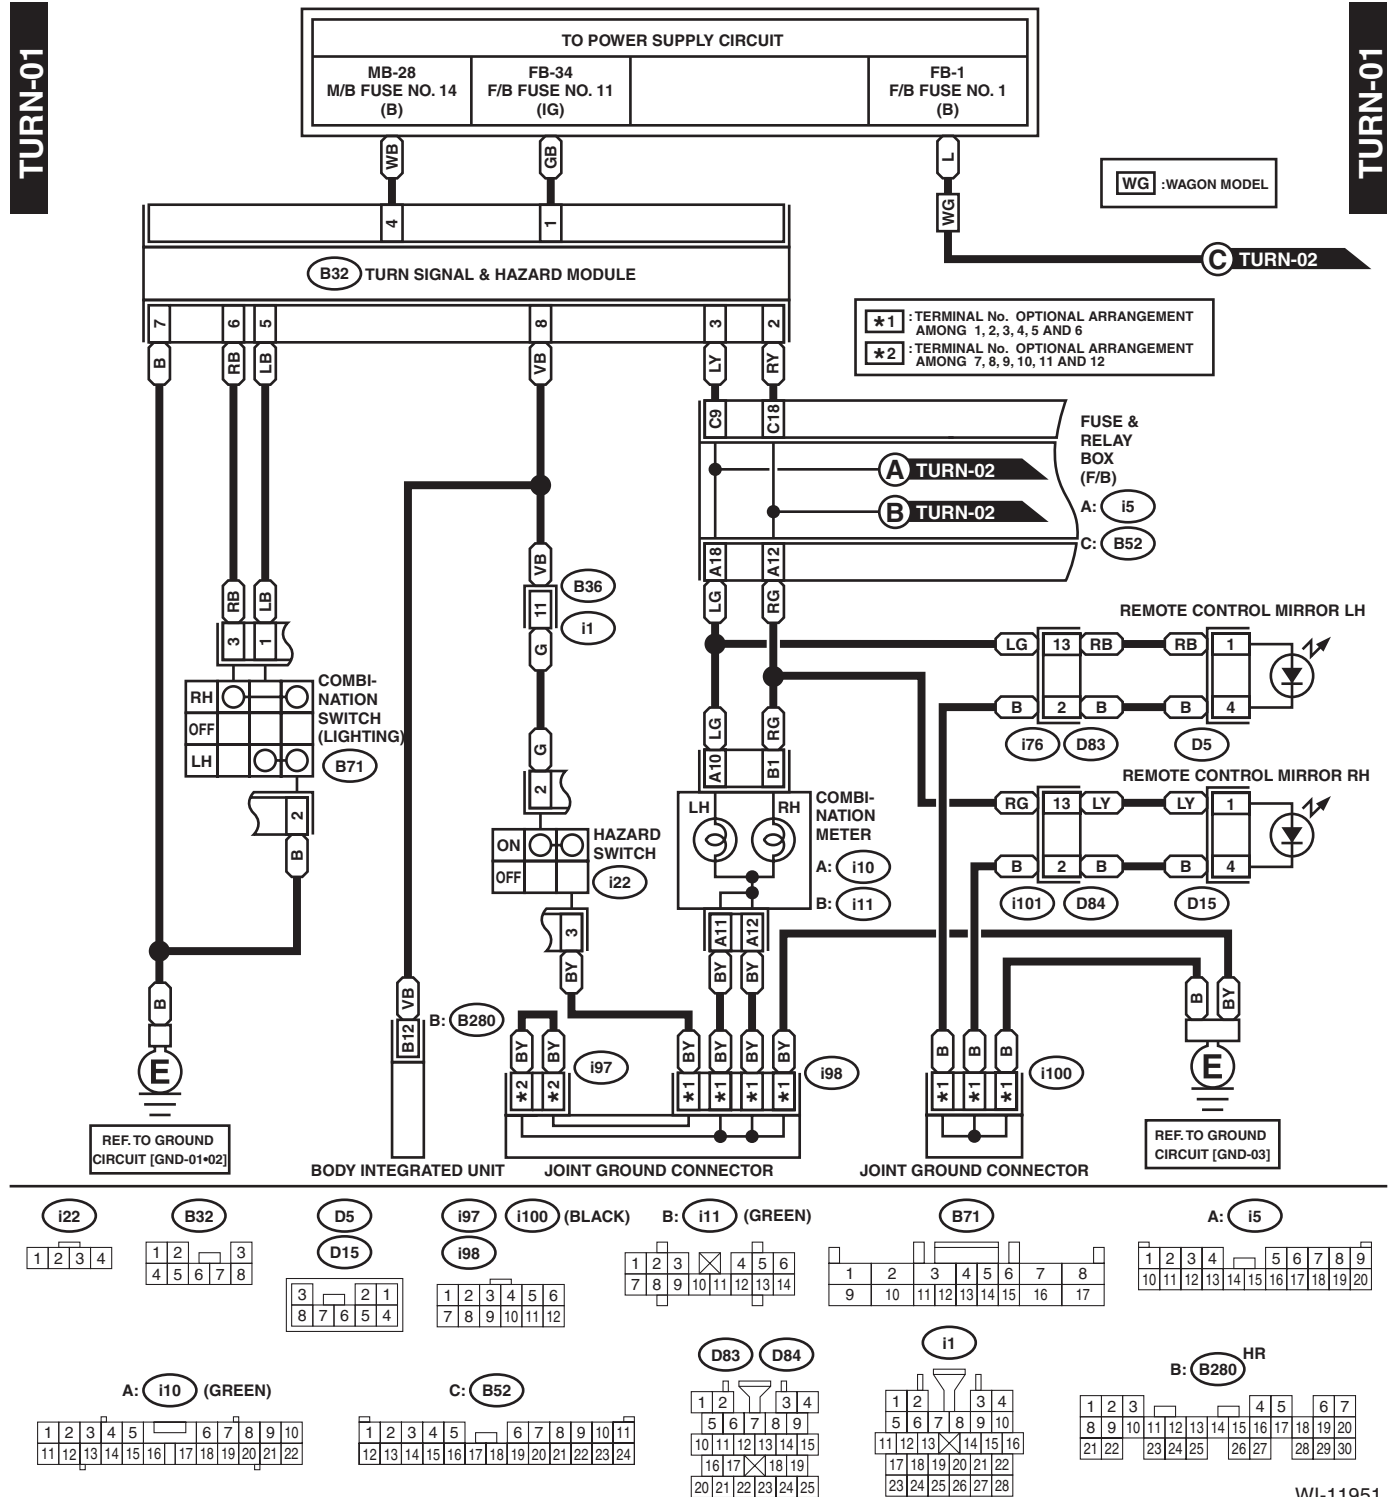 TURN-01
TURN-01
TO POWER SUPPLY CIRCUIT
MB-28
M/B FUSE NO. 14
(B)
FB-34
F/B FUSE NO. 11
(IG)
FB-1
F/B FUSE NO. 1
(B)
WB
GB
L
WG
WG :WAGON MODEL
4
1
C TURN-02
B32 TURN SIGNAL & HAZARD MODULE
7
6
5
8
3
2
B
RB
LB
VB
LY
RY
*1 : TERMINAL No. OPTIONAL ARRANGEMENT
AMONG 1, 2, 3, 4, 5 AND 6
*2 : TERMINAL No. OPTIONAL ARRANGEMENT
AMONG 7, 8, 9, 10, 11 AND 12
C9
C18
FUSE &
RELAY
BOX
(F/B)
A: i5
C: B52
A TURN-02
B TURN-02
A18
A12
LG
RG
VB
B36
11
i1
G
RB
LB
3
1
COMBI-
NATION
SWITCH
(LIGHTING)
B71
RH
OFF
LH
2
B
REMOTE CONTROL MIRROR LH
LG 13 RB RB 1
B 2 B B 4
i76 D83 D5
REMOTE CONTROL MIRROR RH
RG 13 LY LY 1
B 2 B B 4
i101 D84 D15
LG
RG
A10
B1
LH
RH
COMBI-
NATION
METER
A: i10
B: i11
G
2
ON
OFF
HAZARD
SWITCH
i22
3
BY
A11
A12
BY
BY
B
BY
B
VB
B: B280
B12
BY
BY
i97
*2
*2
BY
BY
BY
BY
i98
*1
*1
*1
*1
B
B
B
i100
*1
*1
*1
E
E
REF. TO GROUND
CIRCUIT [GND-01•02]
REF. TO GROUND
CIRCUIT [GND-03]
BODY INTEGRATED UNIT
JOINT GROUND CONNECTOR
JOINT GROUND CONNECTOR
i22
1 2 3 4
B32
1 2 3
4 5 6 7 8
D5
D15
3 2 1
8 7 6 5 4
i97 i100 (BLACK)
i98
1 2 3 4 5 6
7 8 9 10 11 12
B: i11 (GREEN)
1 2 3 4 5 6
7 8 9 10 11 12 13 14
B71
1 2 3 4 5 6 7 8
9 10 11 12 13 14 15 16 17
A: i5
1 2 3 4 5 6 7 8 9
10 11 12 13 14 15 16 17 18 19 20
A: i10 (GREEN)
1 2 3 4 5 6 7 8 9 10
11 12 13 14 15 16 17 18 19 20 21 22
C: B52
1 2 3 4 5 6 7 8 9 10 11
12 13 14 15 16 17 18 19 20 21 22 23 24
D83 D84
1 2 3 4
5 6 7 8 9
10 11 12 13 14 15
16 17 18 19
20 21 22 23 24 25
i1
1 2 3 4
5 6 7 8 9 10
11 12 13 14 15 16
17 18 19 20 21 22
23 24 25 26 27 28
B: B280 HR
1 2 3 4 5 6 7
8 9 10 11 12 13 14 15 16 17 18 19 20
21 22 23 24 25 26 27 28 29 30
WI-11951